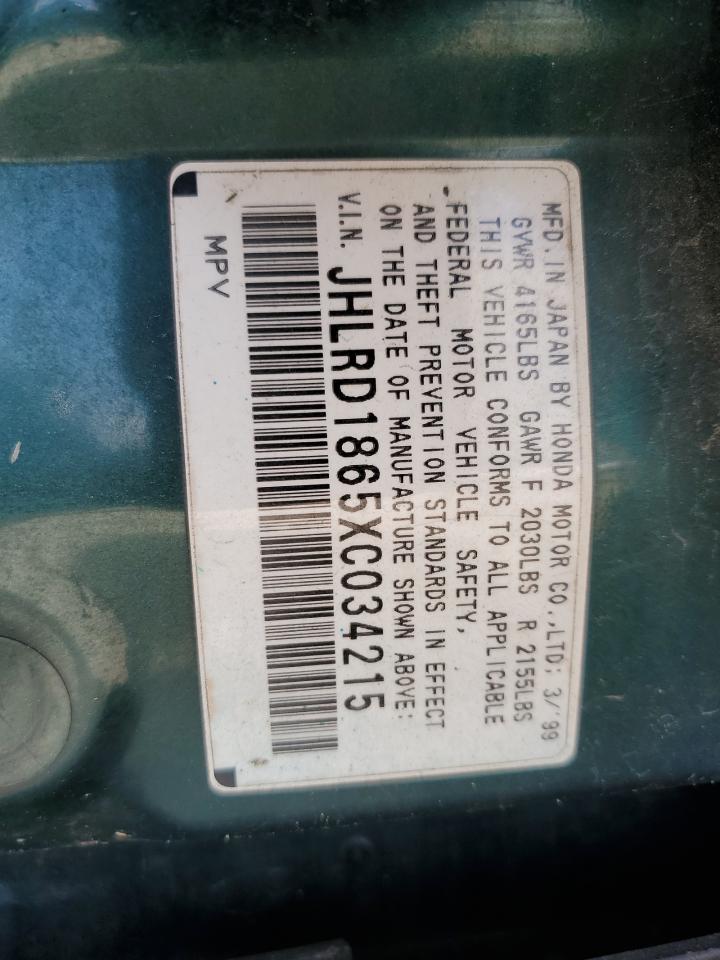 MFD. IN JAPAN BY HONDA MOTOR CO.,LTD; 3/'99
GVWR 4165LBS GAWR F 2030LBS R 2155LBS
THIS VEHICLE CONFORMS TO ALL APPLICABLE
FEDERAL MOTOR VEHICLE SAFETY,
AND THEFT PREVENTION STANDARDS IN EFFECT
ON THE DATE OF MANUFACTURE SHOWN ABOVE:
V.I.N. JHLRD1865XC034215
MPV